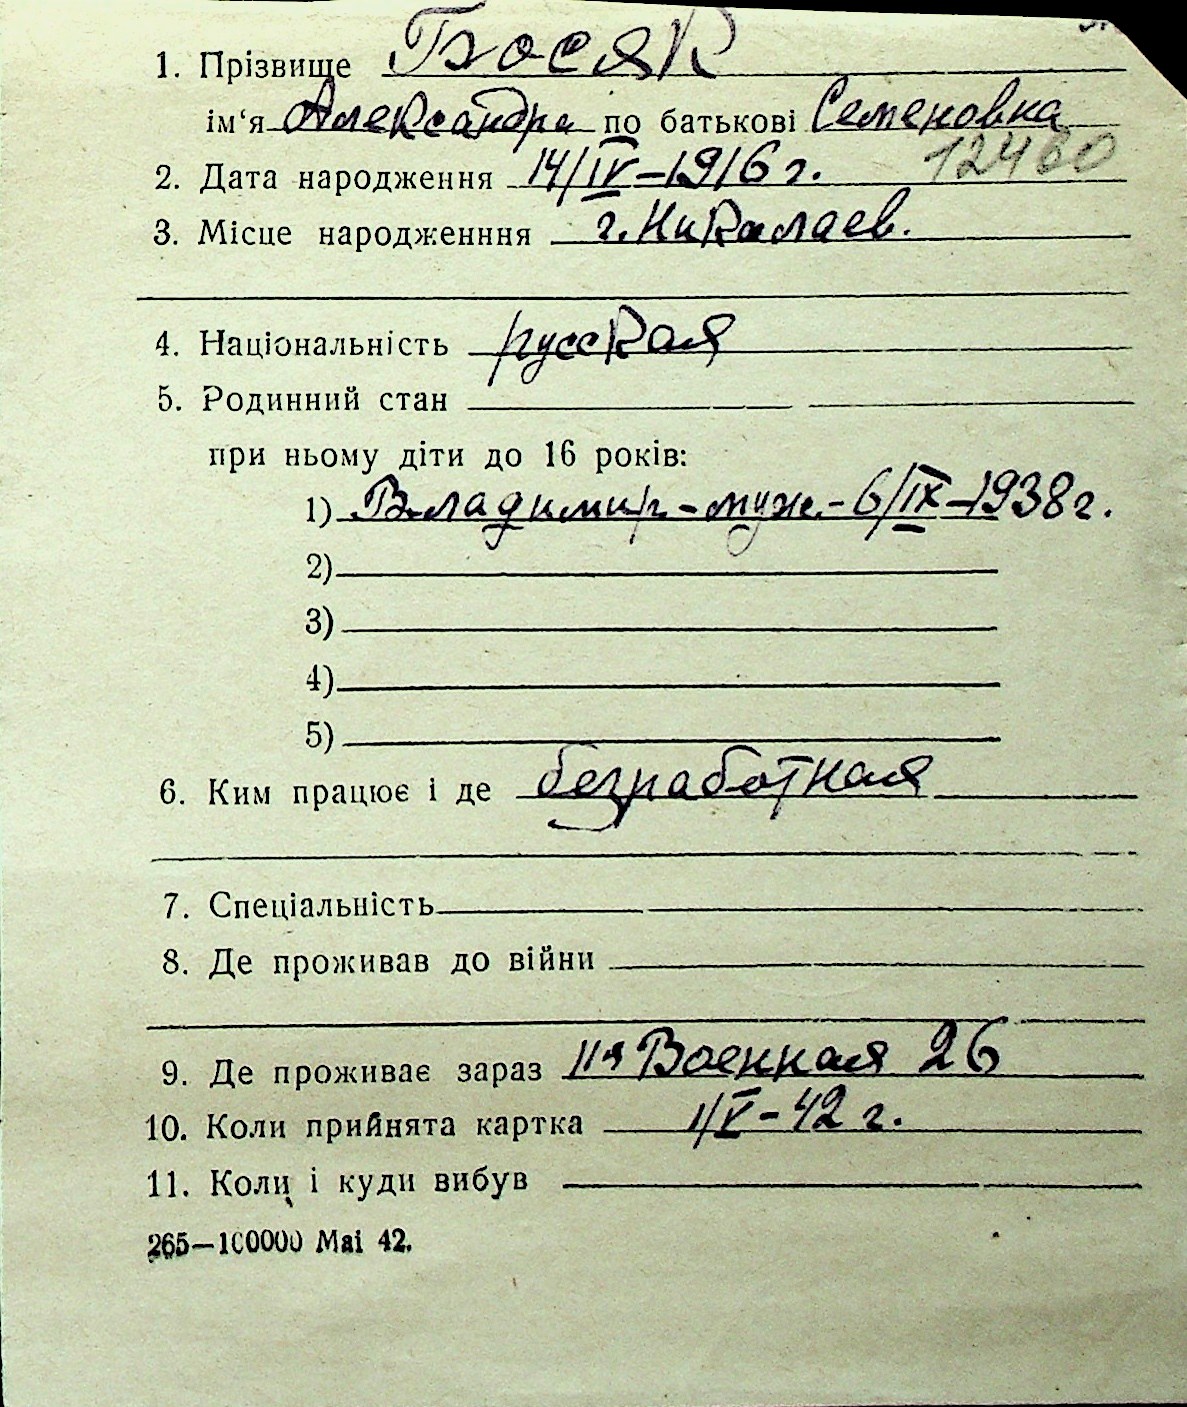 1. Прізвище Босяк
ім‘я Александра по батькові Семеновна
2. Дата народження 14/IV–1916 г. 12460
3. Місце народженння г. Николаев.
4. Національність русская
5. Родинний стан
при ньому діти до 16 років:
1) Владимир - муж. - 6/IX–1938 г.
2)
3)
4)
5)
6. Ким працює і де безработная
7. Спеціальність
8. Де проживав до війни
9. Де проживає зараз 11я Военная 26
10. Коли прийнята картка 1/V–42 г.
11. Коли і куди вибув
265—100000 Mai 42.